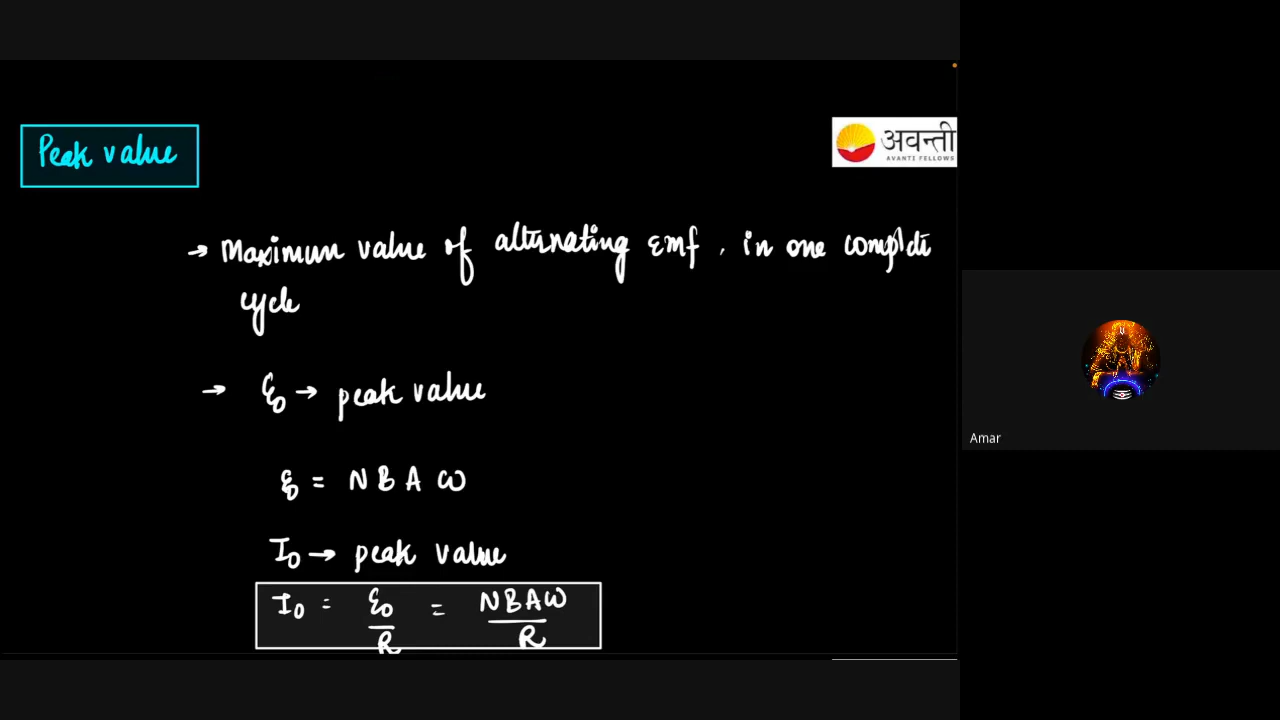 Peak value
अवन्ती
AVANTI FELLOWS
→ Maximum value of alternating emf, in one complete
cycle
→ ε₀ → peak value
ε₀ = NBAω
I₀ → peak value
I₀ = ε₀/R = NBAω/R
Amar